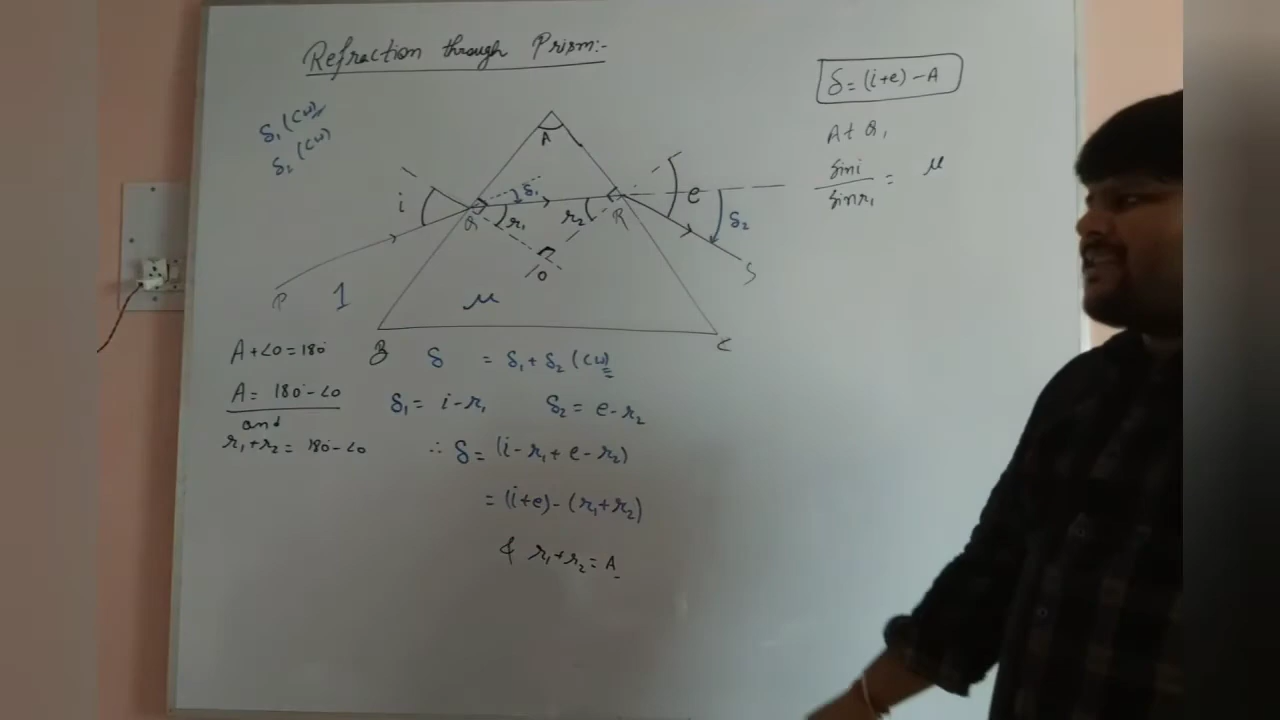 Refraction through Prism:-
δ₁ (CW)
δ₂ (CW)
A
i
δ₁
Q
r₁
r₂
R
e
δ₂
O
P
1
μ
S
B
C
A + ∠O = 180°
A = 180° - ∠O
and
r₁ + r₂ = 180° - ∠O
δ = δ₁ + δ₂ (CW)
δ₁ = i - r₁ δ₂ = e - r₂
∴ δ = (i - r₁ + e - r₂)
= (i + e) - (r₁ + r₂)
& r₁ + r₂ = A
δ = (i + e) - A
At Q,
sin i / sin r₁ = μ